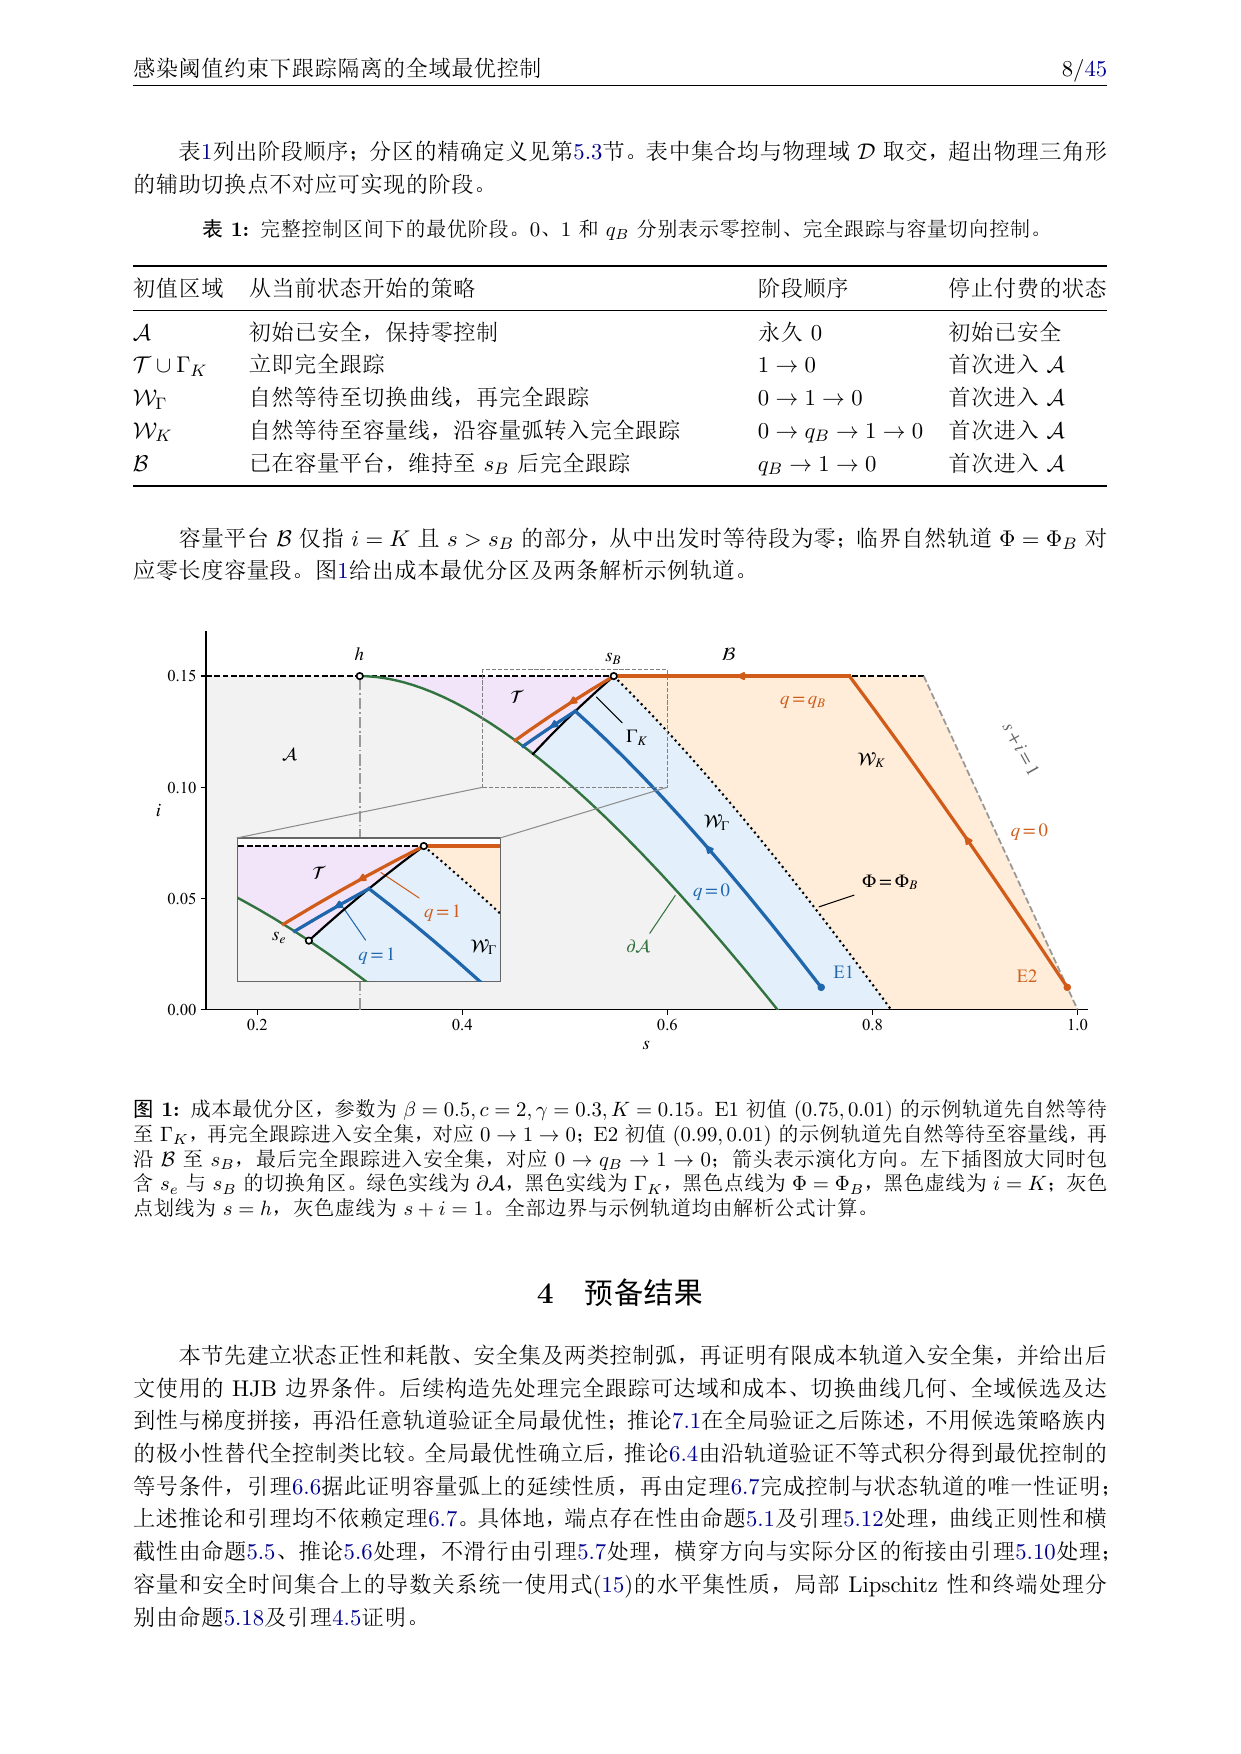 感染阈值约束下跟踪隔离的全域最优控制 8/45
表1列出阶段顺序；分区的精确定义见第5.3节。表中集合均与物理域 𝒟 取交，超出物理三角形
的辅助切换点不对应可实现的阶段。
表 1: 完整控制区间下的最优阶段。0、1 和 q_B 分别表示零控制、完全跟踪与容量切向控制。
初值区域 从当前状态开始的策略 阶段顺序 停止付费的状态
𝒜 初始已安全，保持零控制 永久 0 初始已安全
𝒯 ∪ Γ_K 立即完全跟踪 1 → 0 首次进入 𝒜
𝒲_Γ 自然等待至切换曲线，再完全跟踪 0 → 1 → 0 首次进入 𝒜
𝒲_K 自然等待至容量线，沿容量弧转入完全跟踪 0 → q_B → 1 → 0 首次进入 𝒜
ℬ 已在容量平台，维持至 s_B 后完全跟踪 q_B → 1 → 0 首次进入 𝒜
容量平台 ℬ 仅指 i = K 且 s > s_B 的部分，从中出发时等待段为零；临界自然轨道 Φ = Φ_B 对
应零长度容量段。图1给出成本最优分区及两条解析示例轨道。
h s_B ℬ
0.15
𝒯 q=q_B
Γ_K s+i=1
𝒜 𝒲_K
0.10
i
𝒲_Γ q=0
𝒯 Φ=Φ_B
0.05 q=0
q=1
s_e 𝒲_Γ ∂𝒜
q=1
E1 E2
0.00
0.2 0.4 0.6 0.8 1.0
s
图 1: 成本最优分区，参数为 β = 0.5, c = 2, γ = 0.3, K = 0.15。E1 初值 (0.75, 0.01) 的示例轨道先自然等待
至 Γ_K，再完全跟踪进入安全集，对应 0 → 1 → 0；E2 初值 (0.99, 0.01) 的示例轨道先自然等待至容量线，再
沿 ℬ 至 s_B，最后完全跟踪进入安全集，对应 0 → q_B → 1 → 0；箭头表示演化方向。左下插图放大同时包
含 s_e 与 s_B 的切换角区。绿色实线为 ∂𝒜，黑色实线为 Γ_K，黑色点线为 Φ = Φ_B，黑色虚线为 i = K；灰色
点划线为 s = h，灰色虚线为 s + i = 1。全部边界与示例轨道均由解析公式计算。
4 预备结果
本节先建立状态正性和耗散、安全集及两类控制弧，再证明有限成本轨道入安全集，并给出后
文使用的 HJB 边界条件。后续构造先处理完全跟踪可达域和成本、切换曲线几何、全域候选及达
到性与梯度拼接，再沿任意轨道验证全局最优性；推论7.1在全局验证之后陈述，不用候选策略族内
的极小性替代全控制类比较。全局最优性确立后，推论6.4由沿轨道验证不等式积分得到最优控制的
等号条件，引理6.6据此证明容量弧上的延续性质，再由定理6.7完成控制与状态轨道的唯一性证明；
上述推论和引理均不依赖定理6.7。具体地，端点存在性由命题5.1及引理5.12处理，曲线正则性和横
截性由命题5.5、推论5.6处理，不滑行由引理5.7处理，横穿方向与实际分区的衔接由引理5.10处理；
容量和安全时间集合上的导数关系统一使用式(15)的水平集性质，局部 Lipschitz 性和终端处理分
别由命题5.18及引理4.5证明。